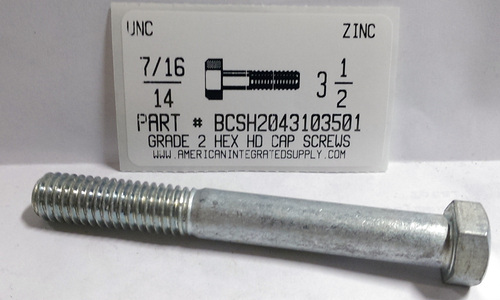 UNC ZINC
7/16 3 1/2
14
PART # BCSH2043103501
GRADE 2 HEX HD CAP SCREWS
WWW.AMERICANINTEGRATEDSUPPLY.COM